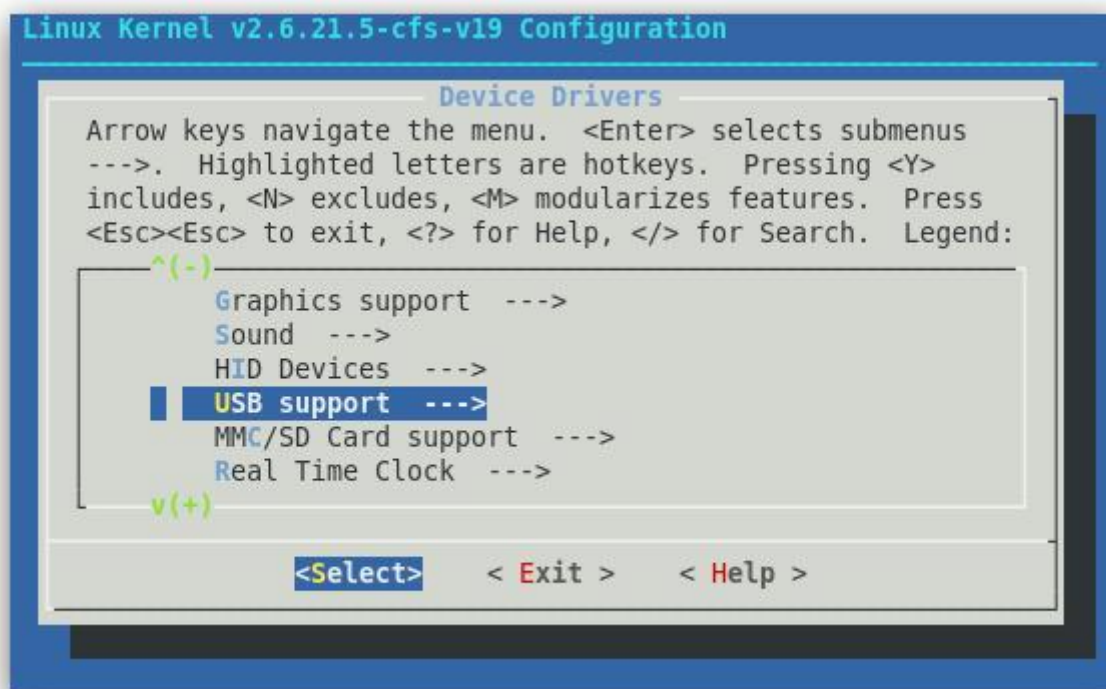 Linux Kernel v2.6.21.5-cfs-v19 Configuration
Device Drivers
Arrow keys navigate the menu.  <Enter> selects submenus
--->.  Highlighted letters are hotkeys.  Pressing <Y>
includes, <N> excludes, <M> modularizes features.  Press
<Esc><Esc> to exit, <?> for Help, </> for Search.  Legend:
^(-)
Graphics support  --->
Sound  --->
HID Devices  --->
USB support  --->
MMC/SD Card support  --->
Real Time Clock  --->
v(+)
<Select>    < Exit >    < Help >